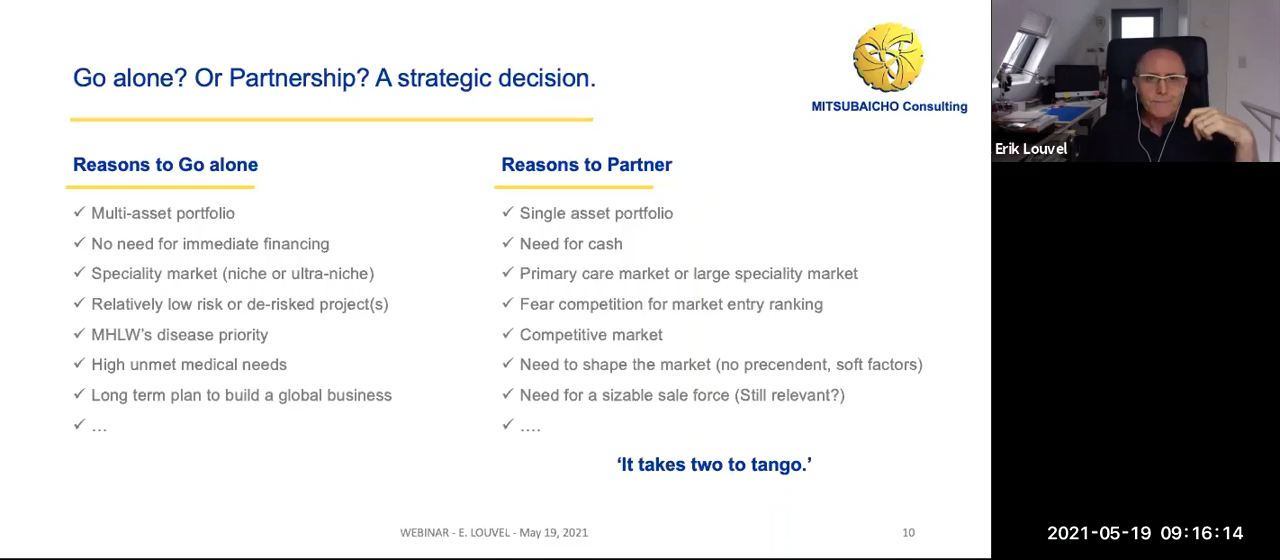 Go alone? Or Partnership? A strategic decision.
MITSUBAICHO Consulting
Reasons to Go alone
✓ Multi-asset portfolio
✓ No need for immediate financing
✓ Speciality market (niche or ultra-niche)
✓ Relatively low risk or de-risked project(s)
✓ MHLW's disease priority
✓ High unmet medical needs
✓ Long term plan to build a global business
✓ ...
Reasons to Partner
✓ Single asset portfolio
✓ Need for cash
✓ Primary care market or large speciality market
✓ Fear competition for market entry ranking
✓ Competitive market
✓ Need to shape the market (no precendent, soft factors)
✓ Need for a sizable sale force (Still relevant?)
✓ ....
‘It takes two to tango.’
WEBINAR - E. LOUVEL - May 19, 2021
10
Erik Louvel
2021-05-19 09:16:14